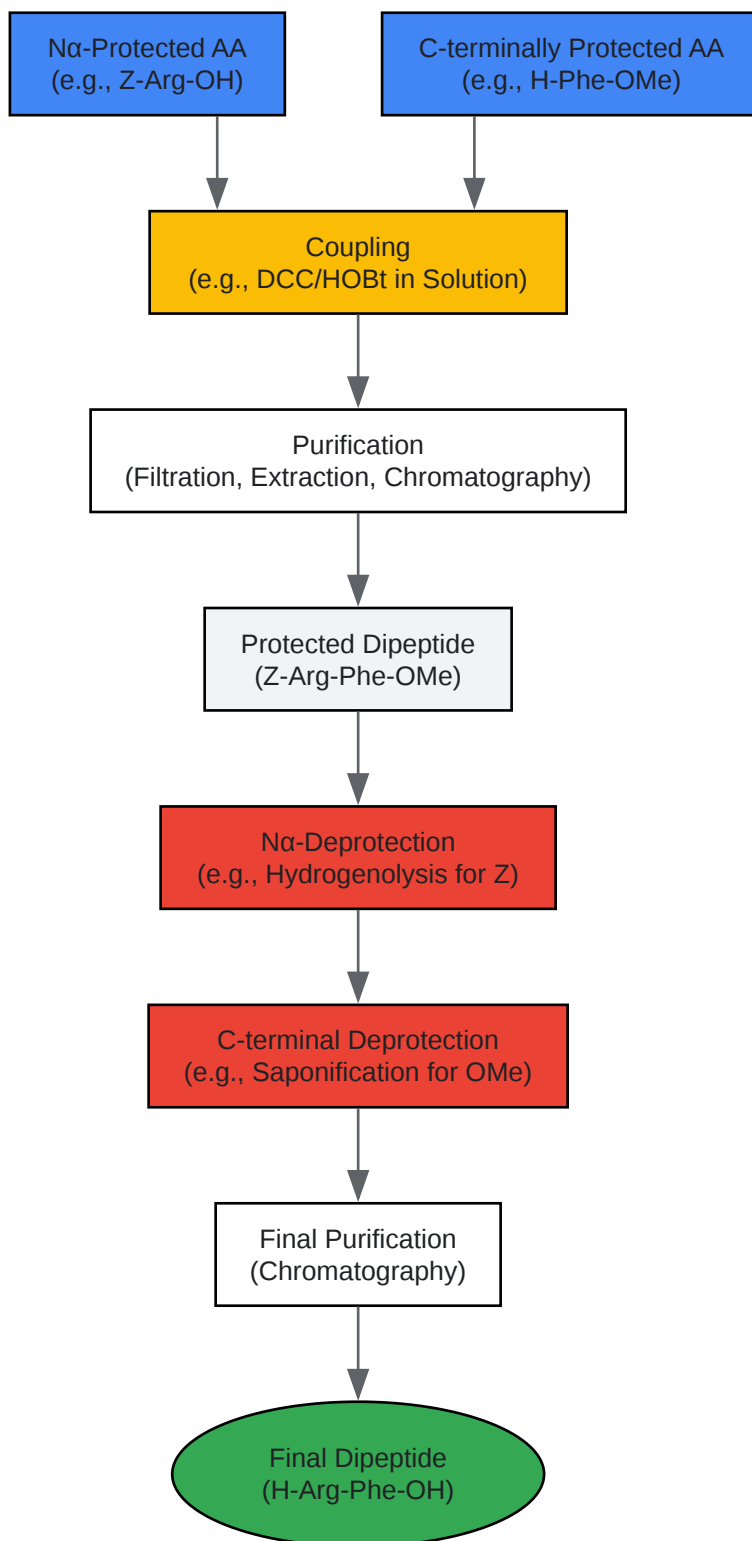 Nα-Protected AA
(e.g., Z-Arg-OH)
C-terminally Protected AA
(e.g., H-Phe-OMe)
Coupling
(e.g., DCC/HOBt in Solution)
Purification
(Filtration, Extraction, Chromatography)
Protected Dipeptide
(Z-Arg-Phe-OMe)
Nα-Deprotection
(e.g., Hydrogenolysis for Z)
C-terminal Deprotection
(e.g., Saponification for OMe)
Final Purification
(Chromatography)
Final Dipeptide
(H-Arg-Phe-OH)